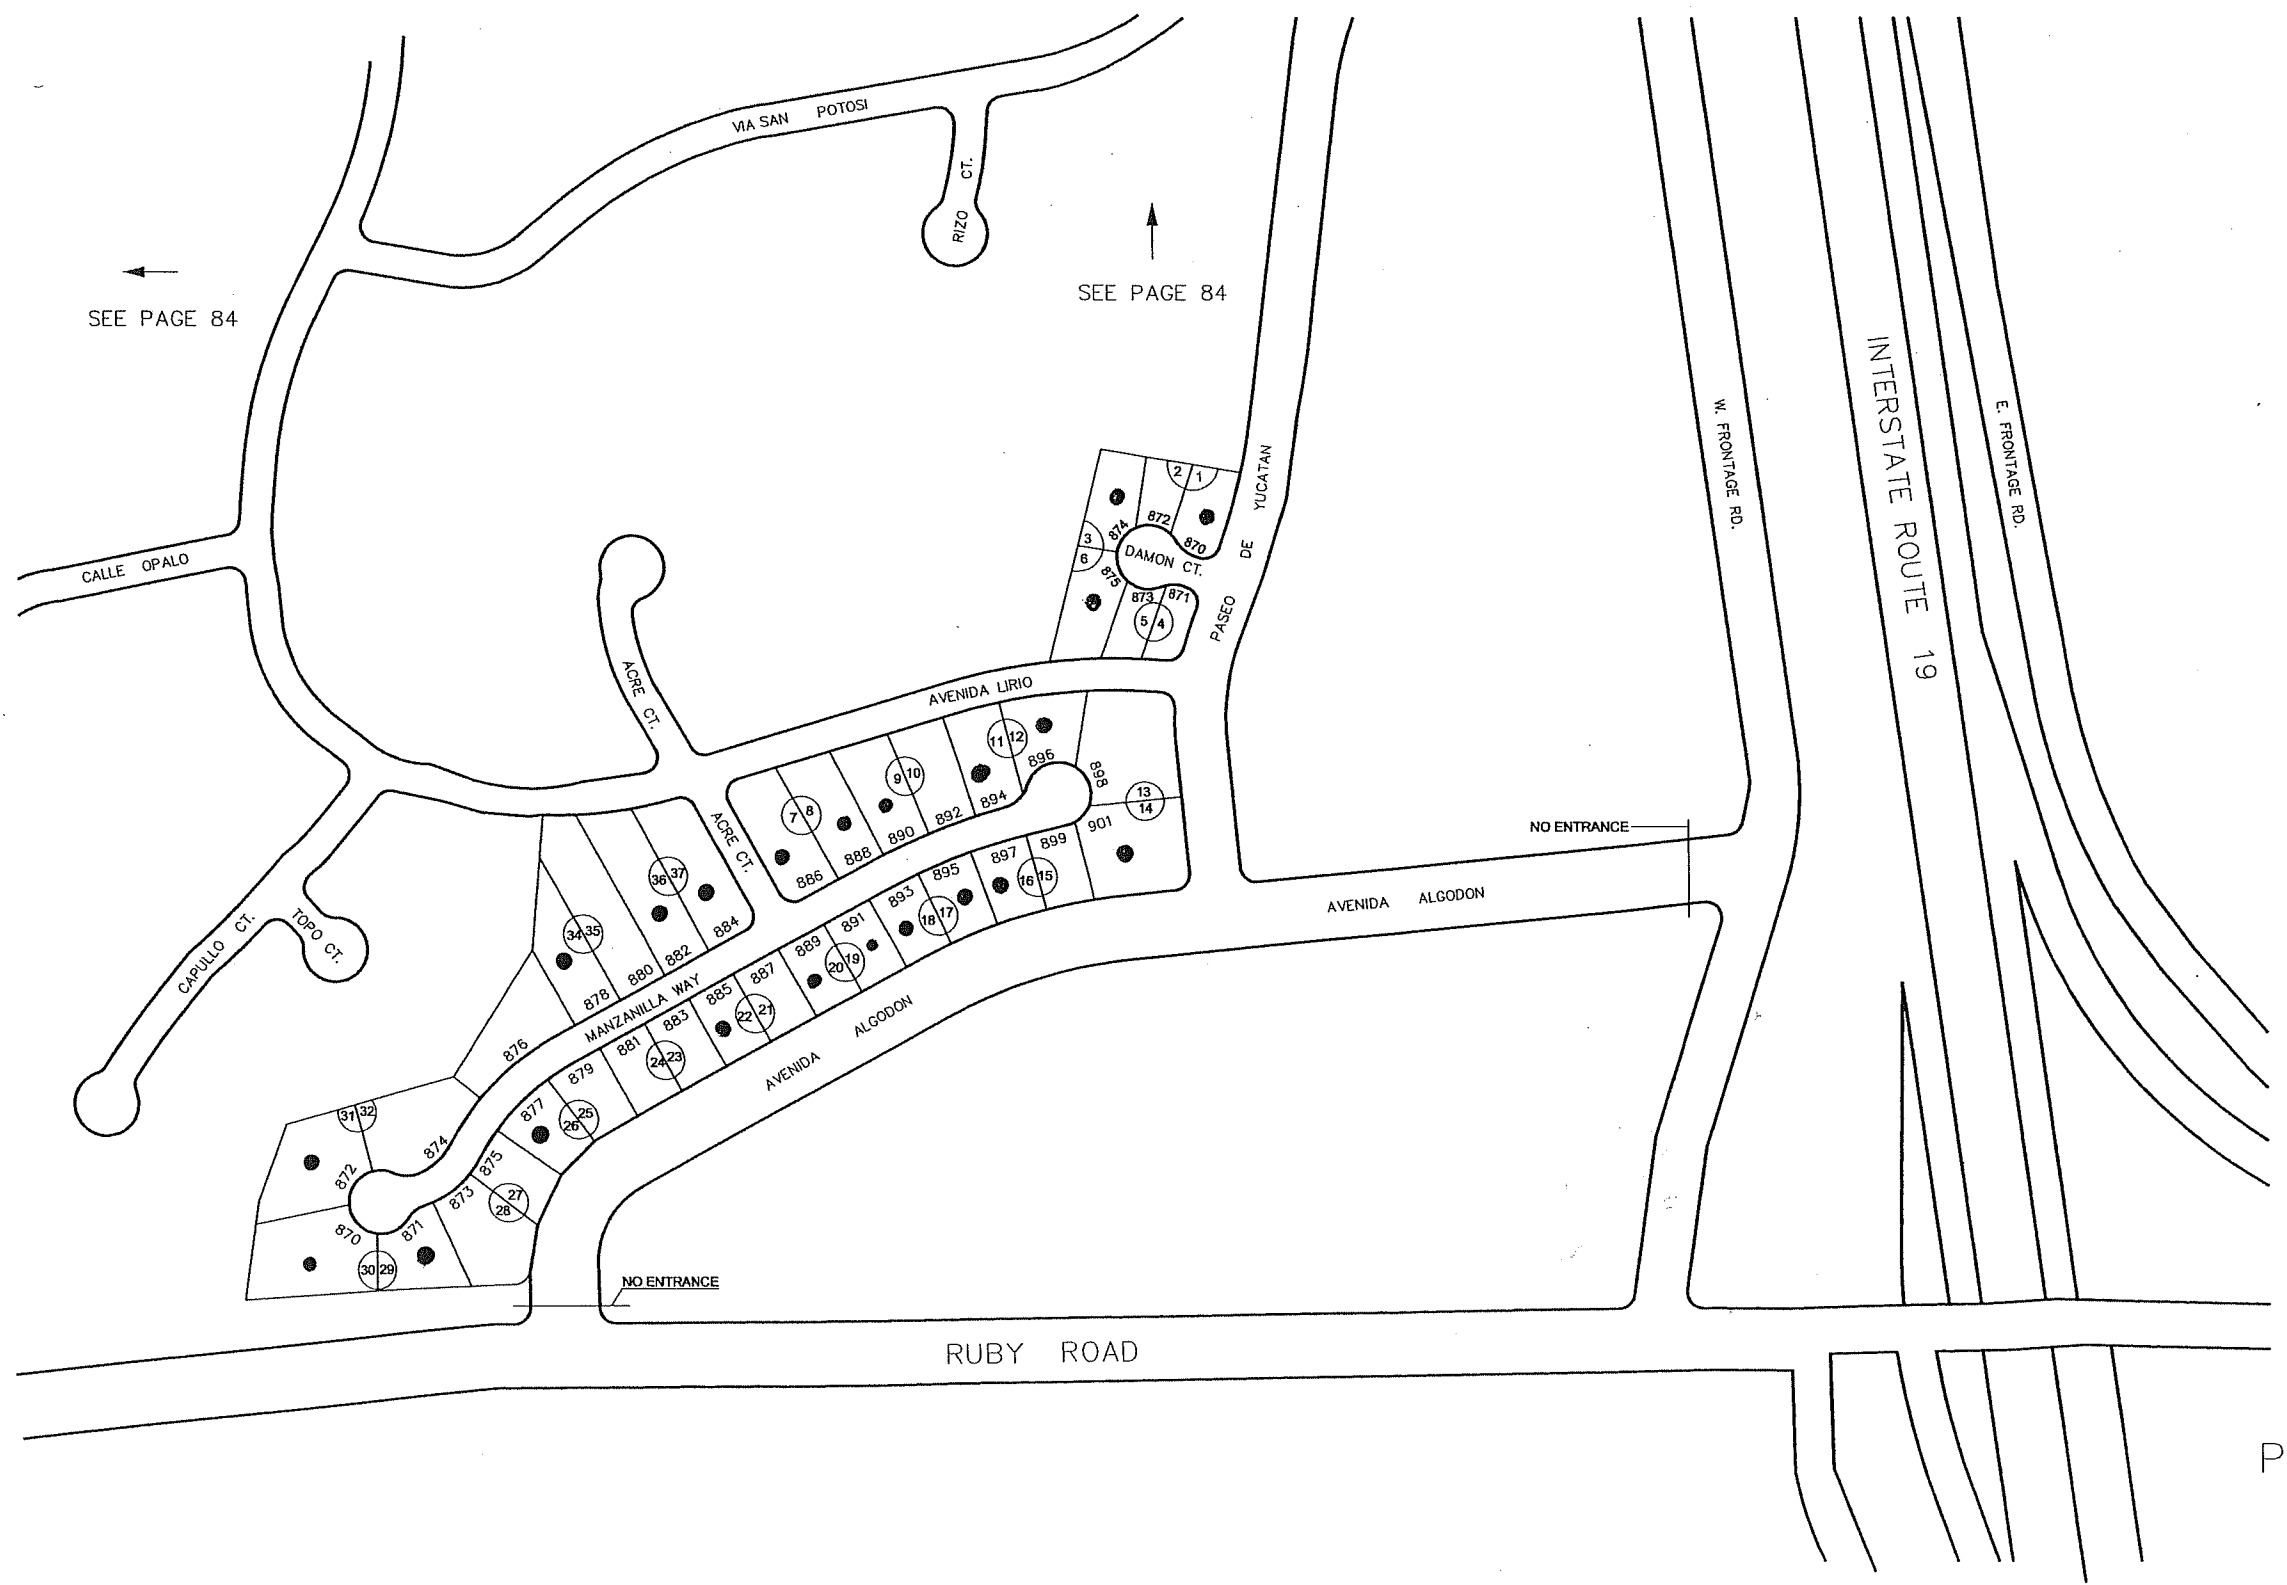 VIA SAN POTOSI
RIZO CT.
SEE PAGE 84
SEE PAGE 84
INTERSTATE ROUTE 19
W. FRONTAGE RD.
E. FRONTAGE RD.
PASEO DE YUCATAN
2 1
872
874
870
3
6
DAMON CT.
875
873 871
5 4
CALLE OPALO
ACRE CT.
AVENIDA LIRIO
11 12
896
898
9 10
13
14
894
892
890
888
886
7 8
901
899
897
895
893
891
889
887
885
883
881
879
877
875
873
871
16 15
18 17
20 19
22 21
24 23
25
26
27
28
NO ENTRANCE
AVENIDA ALGODON
ACRE CT.
36 37
34 35
884
882
880
878
876
874
872
870
MANZANILLA WAY
AVENIDA ALGODON
CAPULLO CT.
TOPO CT.
31 32
30 29
NO ENTRANCE
RUBY ROAD
P